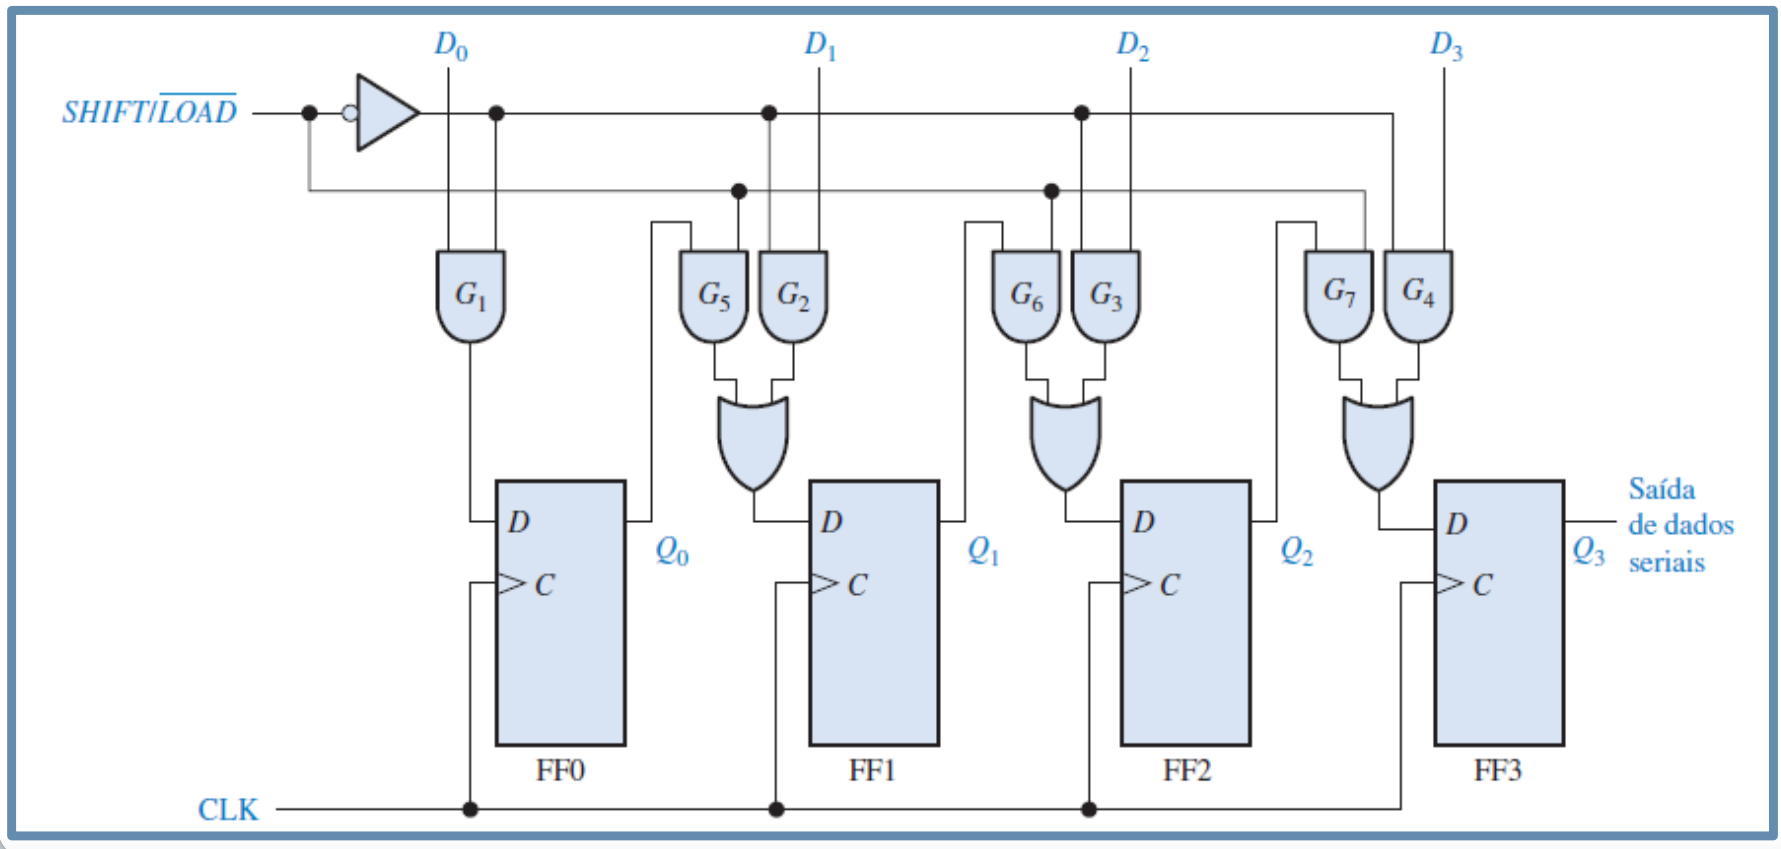 D0 D1 D2 D3
SHIFT/LOAD
G1 G5 G2 G6 G3 G7 G4
D D D D
Q0 Q1 Q2 Q3
Saída
de dados
seriais
C C C C
FF0 FF1 FF2 FF3
CLK